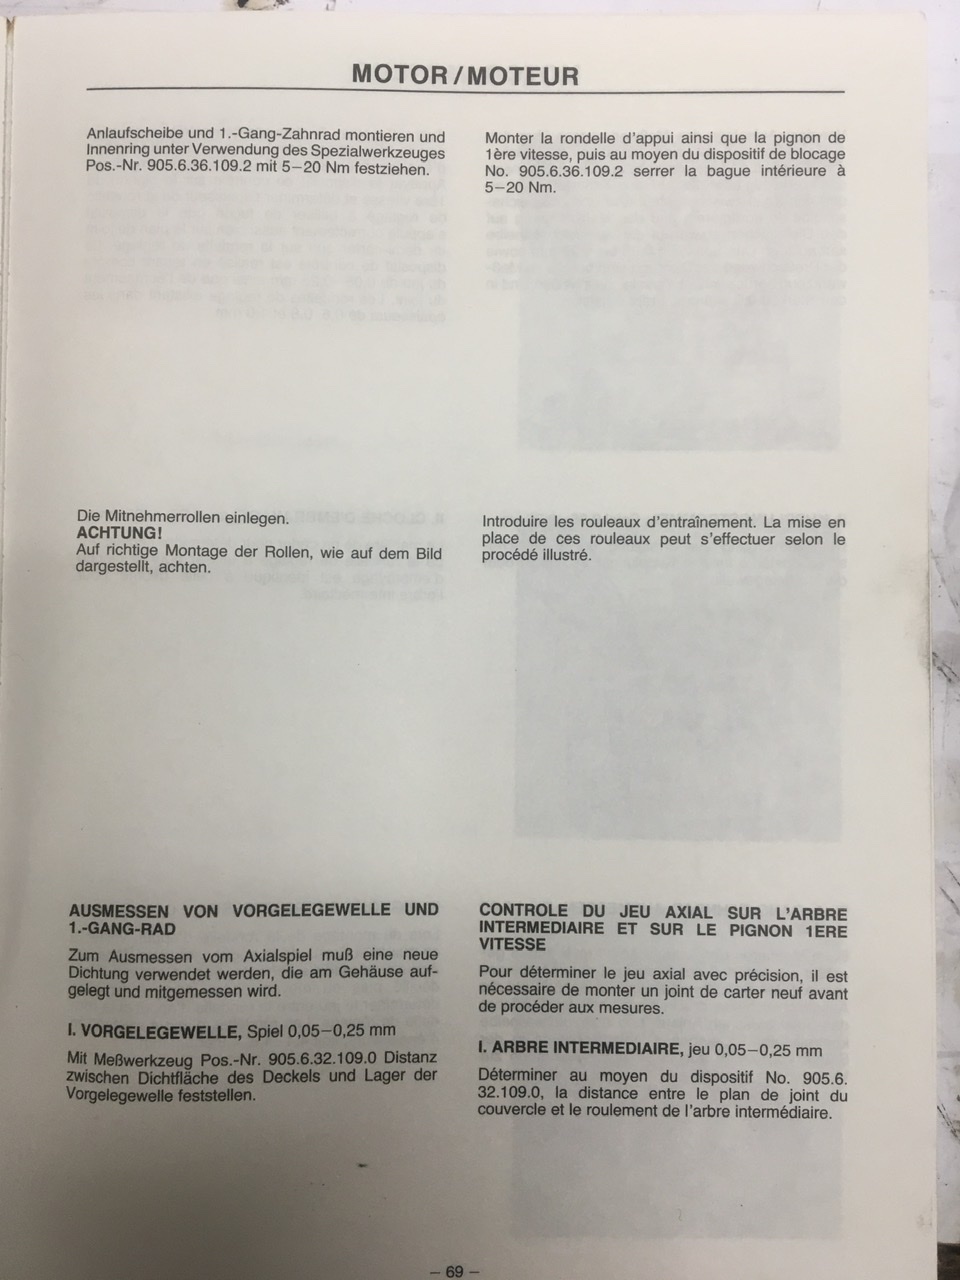 MOTOR/MOTEUR
Anlaufscheibe und 1.-Gang-Zahnrad montieren und
Innenring unter Verwendung des Spezialwerkzeuges
Pos.-Nr. 905.6.36.109.2 mit 5–20 Nm festziehen.
Monter la rondelle d'appui ainsi que la pignon de
1ère vitesse, puis au moyen du dispositif de blocage
No. 905.6.36.109.2 serrer la bague intérieure à
5–20 Nm.
Die Mitnehmerrollen einlegen.
ACHTUNG!
Auf richtige Montage der Rollen, wie auf dem Bild
dargestellt, achten.
Introduire les rouleaux d'entraînement. La mise en
place de ces rouleaux peut s'effectuer selon le
procédé illustré.
AUSMESSEN VON VORGELEGEWELLE UND
1.-GANG-RAD
Zum Ausmessen vom Axialspiel muß eine neue
Dichtung verwendet werden, die am Gehäuse auf-
gelegt und mitgemessen wird.
I. VORGELEGEWELLE, Spiel 0,05–0,25 mm
Mit Meßwerkzeug Pos.-Nr. 905.6.32.109.0 Distanz
zwischen Dichtfläche des Deckels und Lager der
Vorgelegewelle feststellen.
CONTROLE DU JEU AXIAL SUR L'ARBRE
INTERMEDIAIRE ET SUR LE PIGNON 1ERE
VITESSE
Pour déterminer le jeu axial avec précision, il est
nécessaire de monter un joint de carter neuf avant
de procéder aux mesures.
I. ARBRE INTERMEDIAIRE, jeu 0,05–0,25 mm
Déterminer au moyen du dispositif No. 905.6.
32.109.0, la distance entre le plan de joint du
couvercle et le roulement de l'arbre intermédiaire.
– 69 –